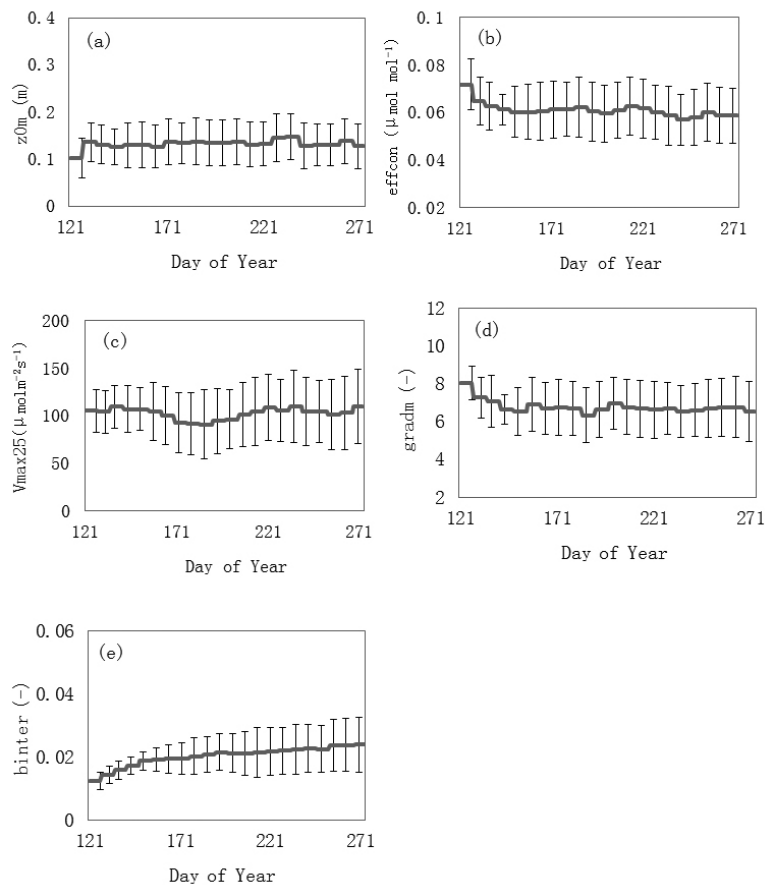 0.4
(a)
0.3
z0m (m)
0.2
0.1
0
121 171 221 271
Day of Year
0.1
(b)
0.08
effcon (μmol mol⁻¹)
0.06
0.04
0.02
121 171 221 271
Day of Year
200
(c)
150
Vmax25(μmolm⁻²s⁻¹)
100
50
0
121 171 221 271
Day of Year
12
(d)
10
gradm (-)
8
6
4
2
121 171 221 271
Day of Year
0.06
(e)
0.04
binter (-)
0.02
0
121 171 221 271
Day of Year